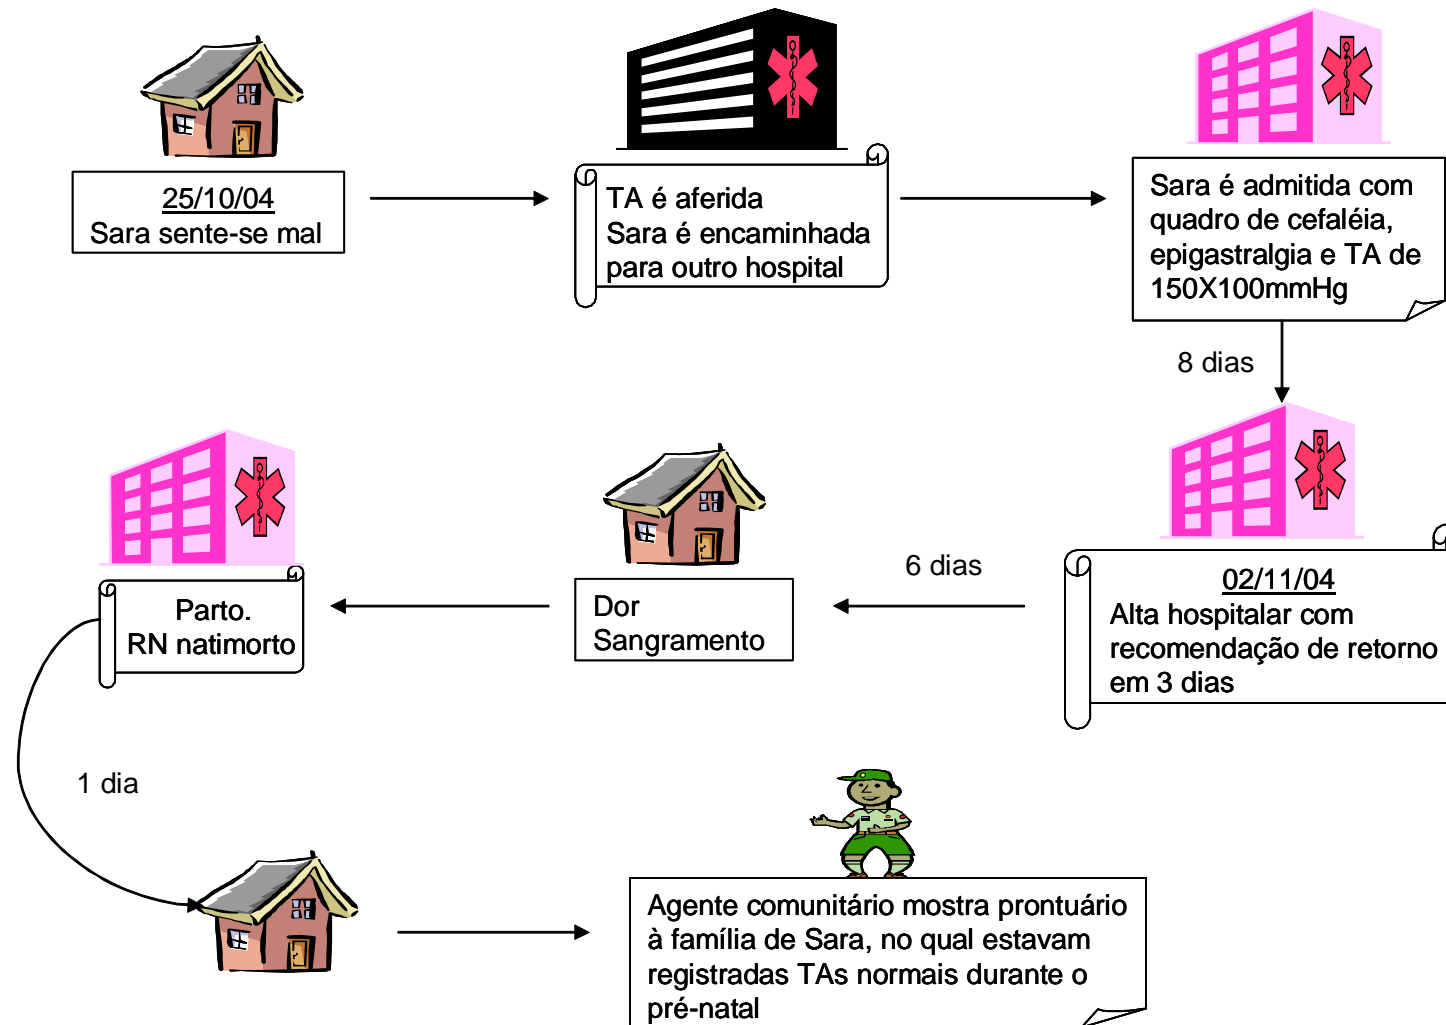 25/10/04
Sara sente-se mal
TA é aferida
Sara é encaminhada
para outro hospital
Sara é admitida com
quadro de cefaléia,
epigastralgia e TA de
150X100mmHg
8 dias
02/11/04
Alta hospitalar com
recomendação de retorno
em 3 dias
6 dias
Dor
Sangramento
Parto.
RN natimorto
1 dia
Agente comunitário mostra prontuário
à família de Sara, no qual estavam
registradas TAs normais durante o
pré-natal